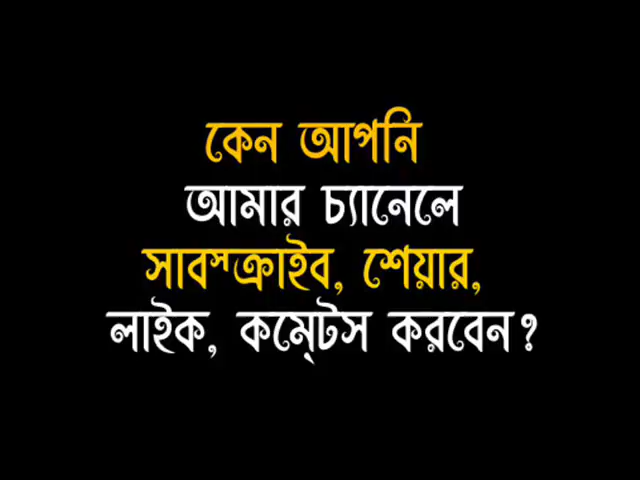 কেন আপনি
আমার চ্যানেলে
সাবস্ক্রাইব, শেয়ার,
লাইক, কমে্টস করবেন?